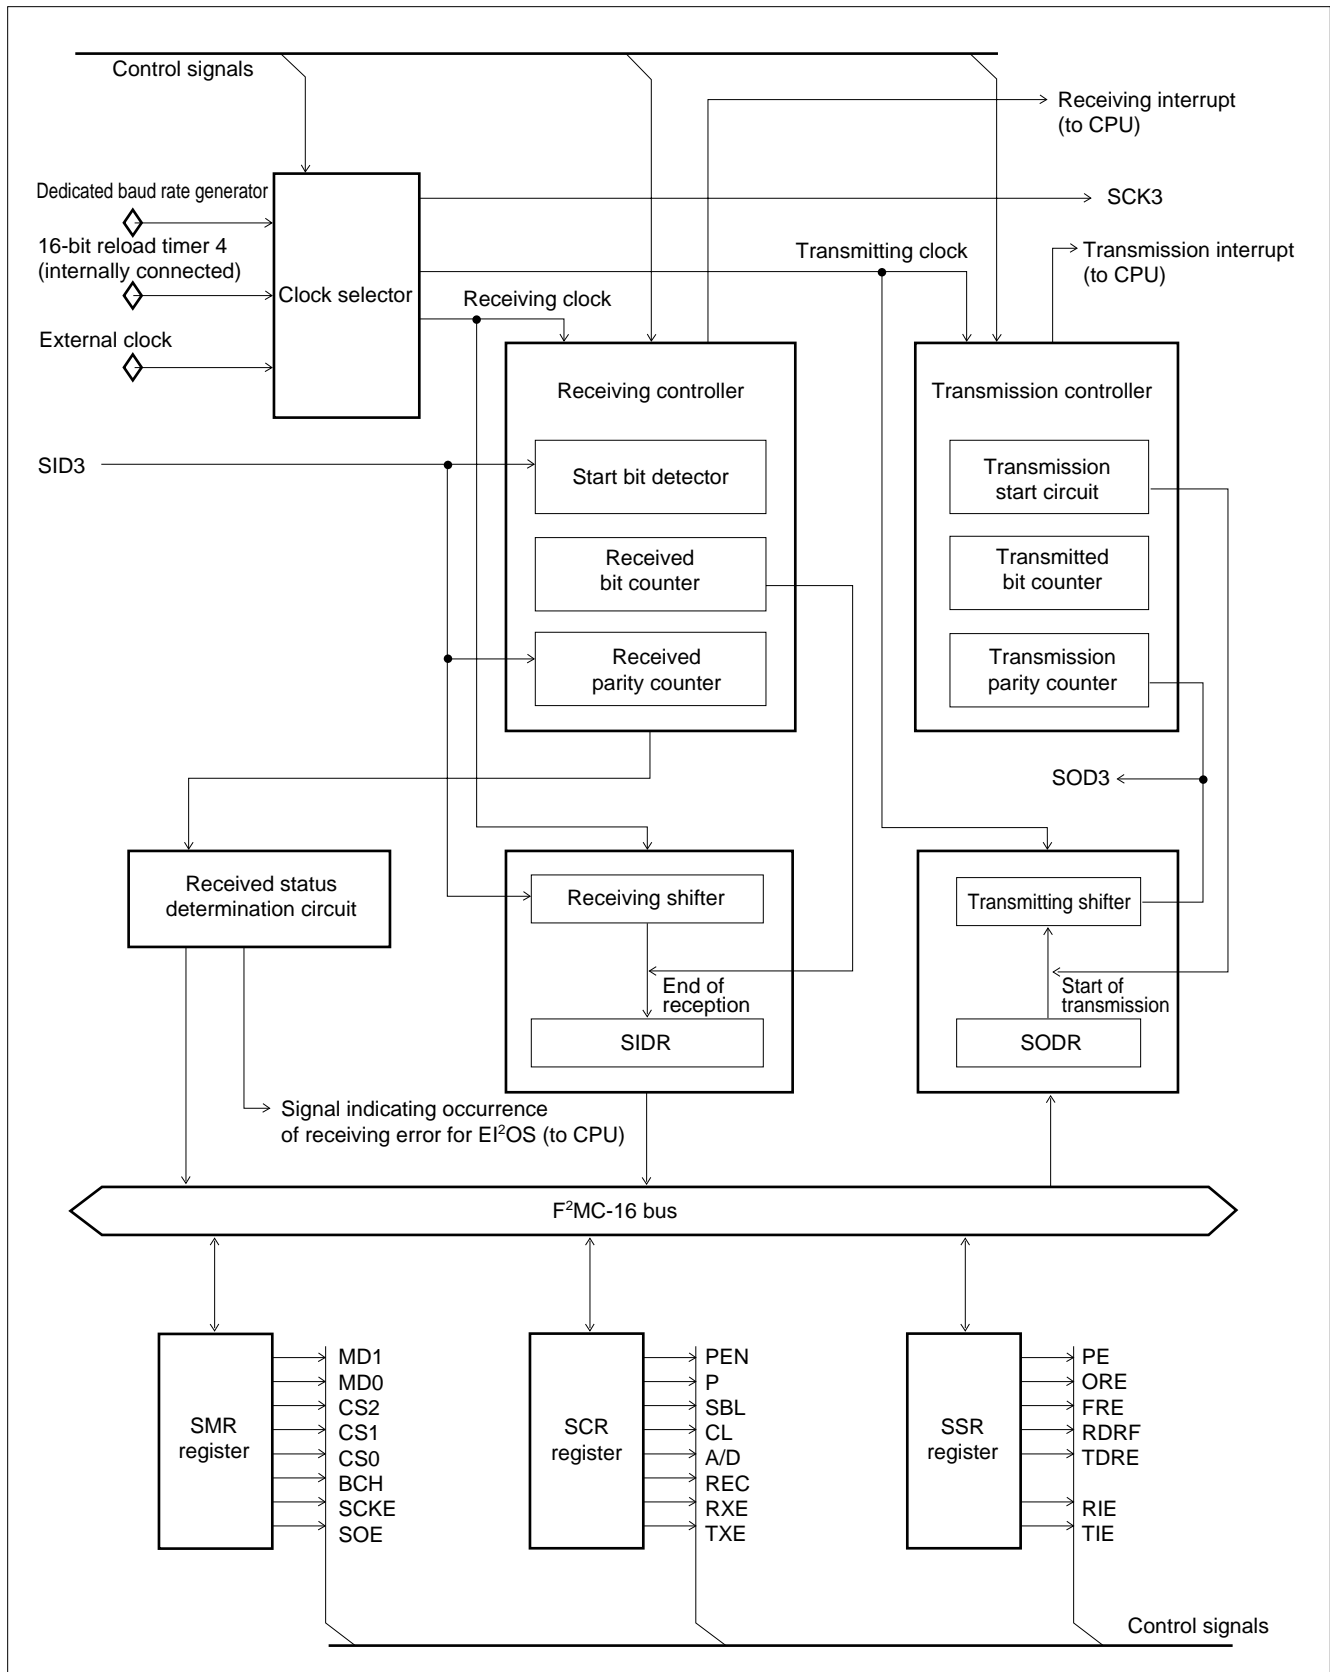 Control signals
Receiving interrupt
(to CPU)
Dedicated baud rate generator
SCK3
16-bit reload timer 4
(internally connected)
Transmitting clock
Transmission interrupt
(to CPU)
Clock selector
Receiving clock
External clock
Receiving controller
Transmission controller
SID3
Start bit detector
Transmission
start circuit
Received
bit counter
Transmitted
bit counter
Received
parity counter
Transmission
parity counter
SOD3
Received status
determination circuit
Receiving shifter
Transmitting shifter
End of
reception
Start of
transmission
SIDR
SODR
Signal indicating occurrence
of receiving error for EI²OS (to CPU)
F²MC-16 bus
SMR
register
MD1
MD0
CS2
CS1
CS0
BCH
SCKE
SOE
SCR
register
PEN
P
SBL
CL
A/D
REC
RXE
TXE
SSR
register
PE
ORE
FRE
RDRF
TDRE
RIE
TIE
Control signals